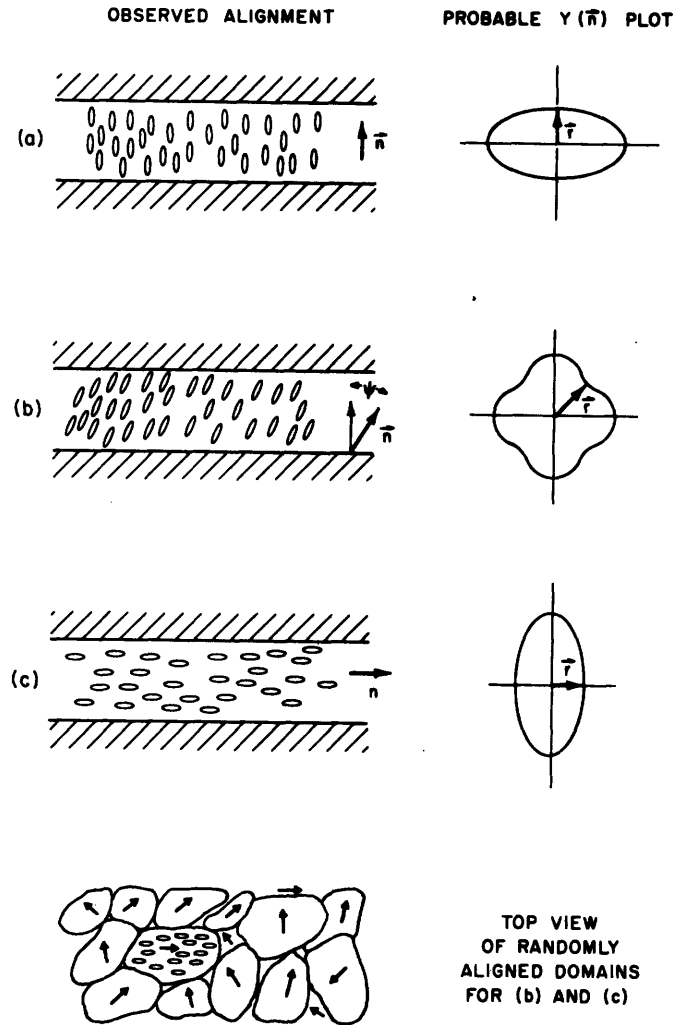 OBSERVED ALIGNMENT
PROBABLE Y(n⃗) PLOT
(a)
n⃗
r⃗
(b)
ψ
n⃗
r⃗
(c)
n
r⃗
TOP VIEW
OF RANDOMLY
ALIGNED DOMAINS
FOR (b) AND (c)